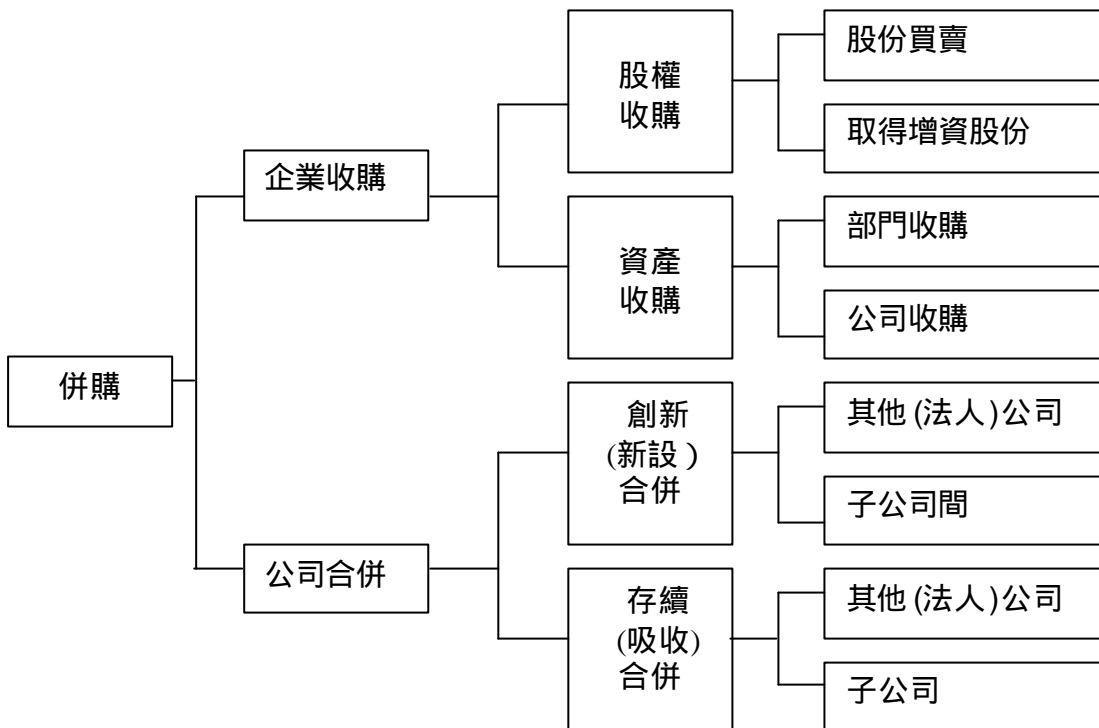 併購
企業收購
股權
收購
股份買賣
取得增資股份
資產
收購
部門收購
公司收購
公司合併
創新
(新設）
合併
其他(法人)公司
子公司間
存續
(吸收)
合併
其他(法人)公司
子公司